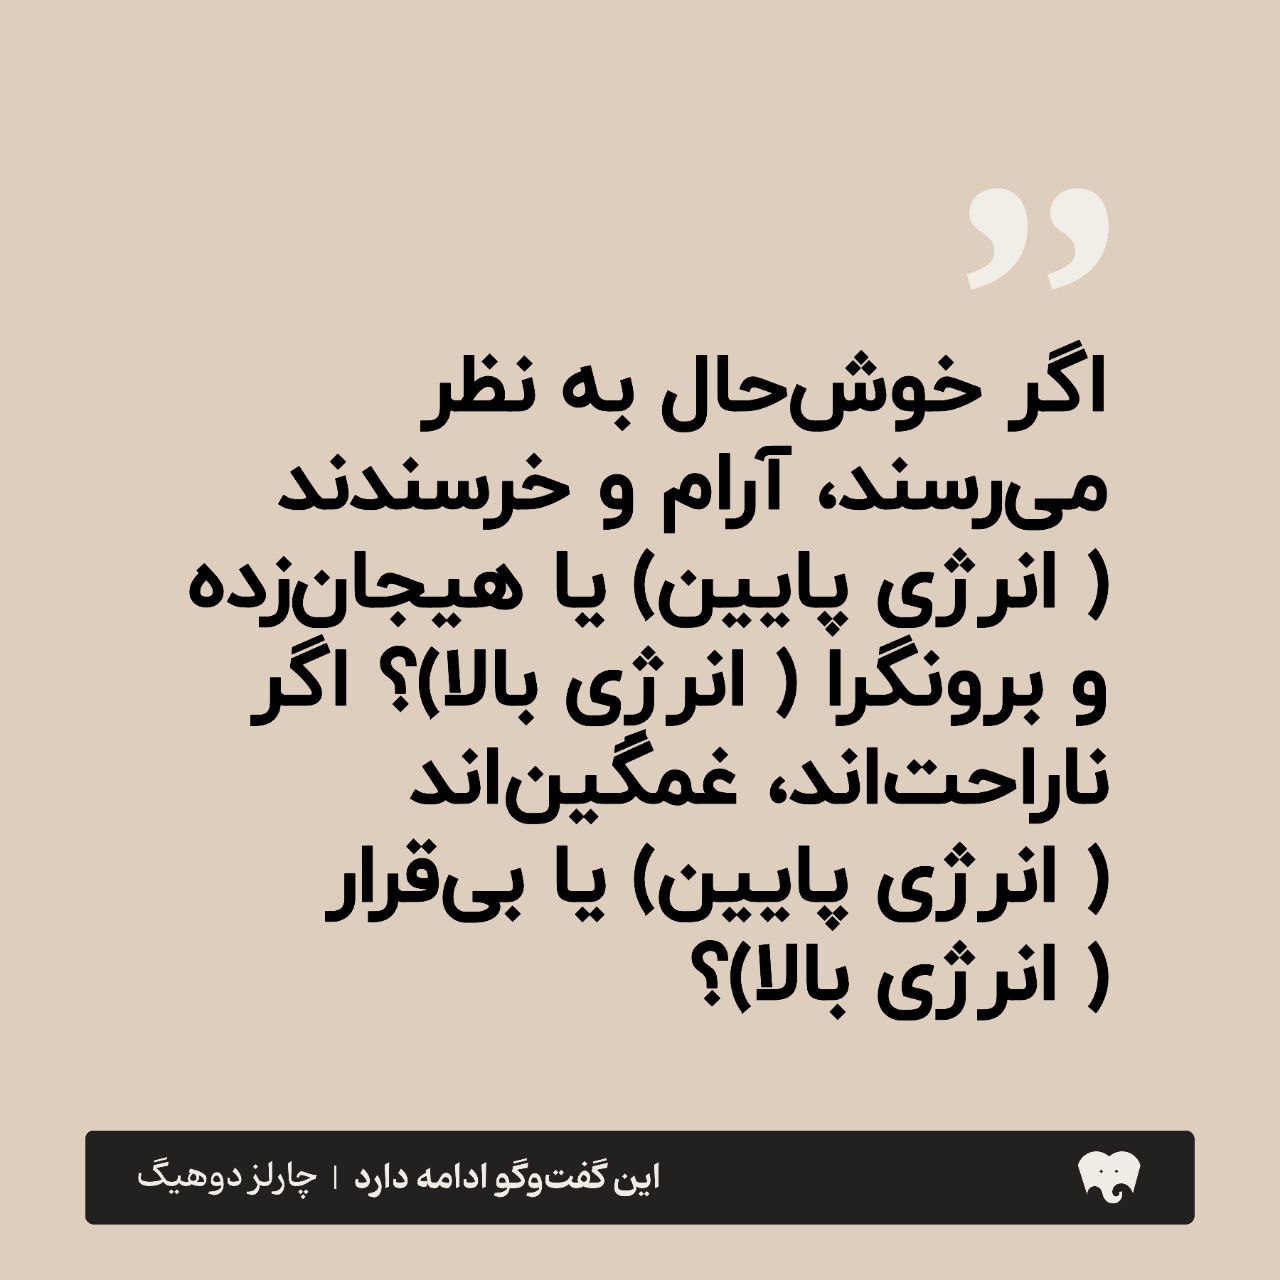 ”
اگر خوش‌حال به نظر
می‌رسند، آرام و خرسندند
( انرژی پایین) یا هیجان‌زده
و برونگرا ( انرژی بالا)؟ اگر
ناراحت‌اند، غمگین‌اند
( انرژی پایین) یا بی‌قرار
( انرژی بالا)؟
این گفت‌وگو ادامه دارد | چارلز دوهیگ